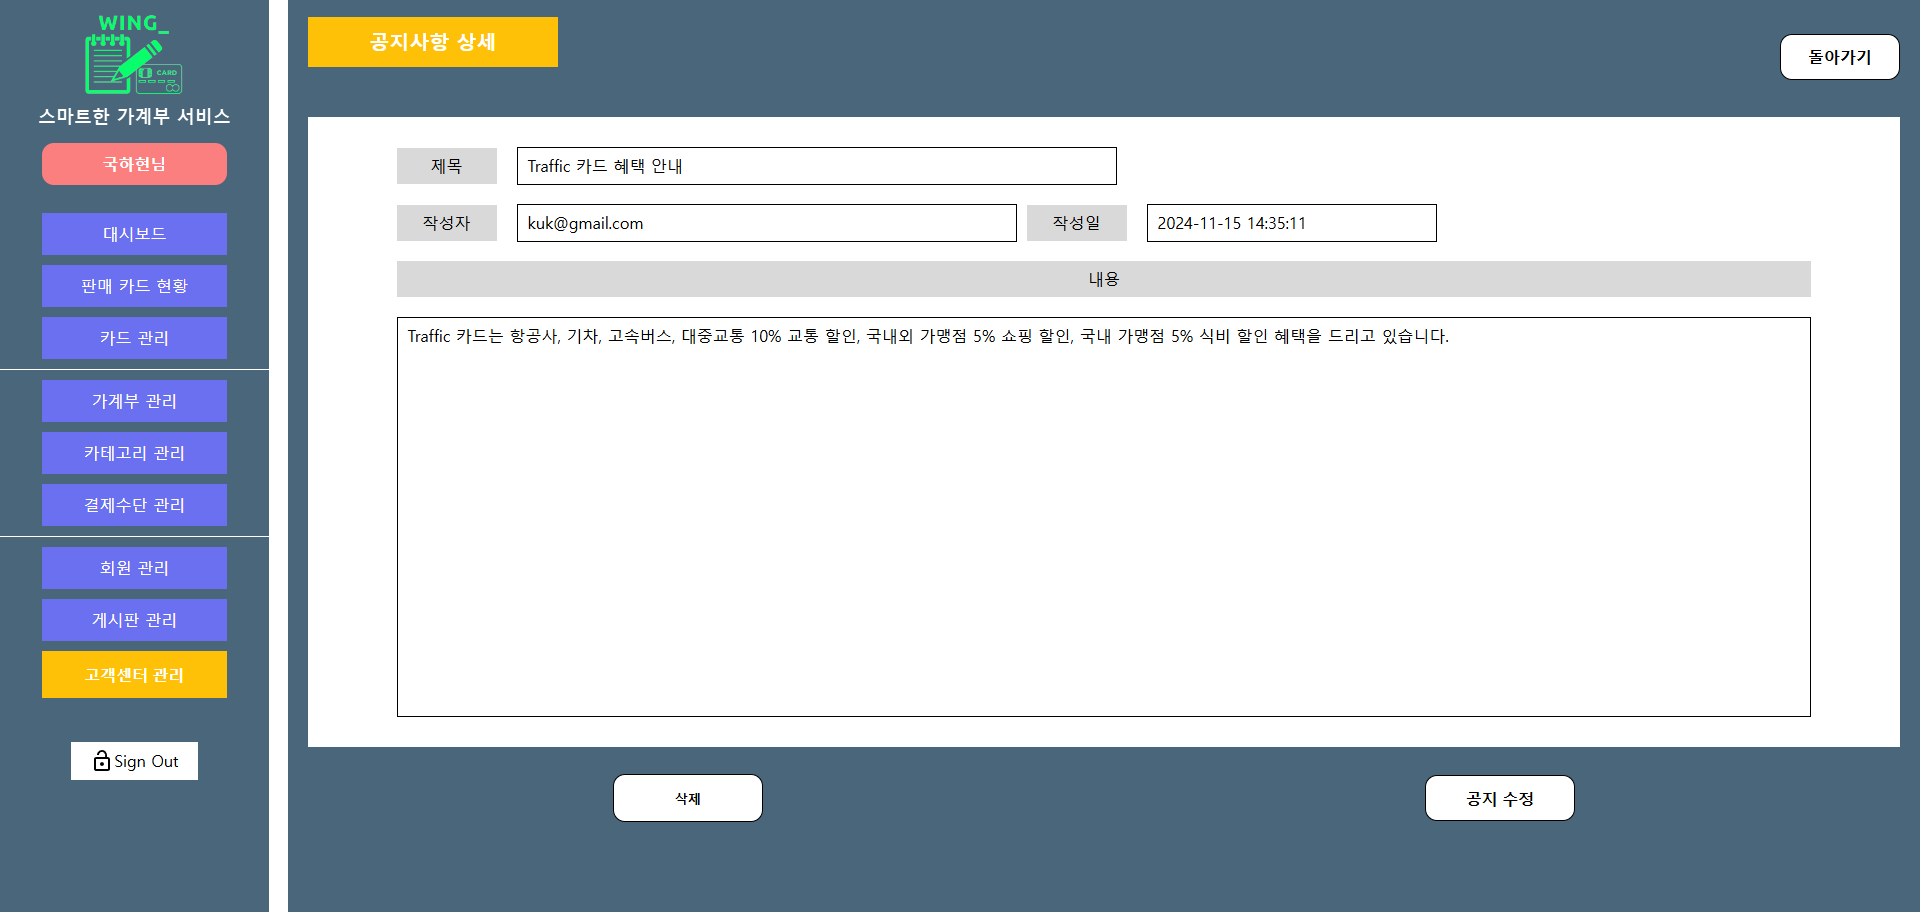 WING_
CARD
스마트한 가계부 서비스
국하현님
대시보드
판매 카드 현황
카드 관리
가계부 관리
카테고리 관리
결제수단 관리
회원 관리
게시판 관리
고객센터 관리
Sign Out
공지사항 상세
돌아가기
제목 Traffic 카드 혜택 안내
작성자 kuk@gmail.com 작성일 2024-11-15 14:35:11
내용
Traffic 카드는 항공사, 기차, 고속버스, 대중교통 10% 교통 할인, 국내외 가맹점 5% 쇼핑 할인, 국내 가맹점 5% 식비 할인 혜택을 드리고 있습니다.
삭제
공지 수정